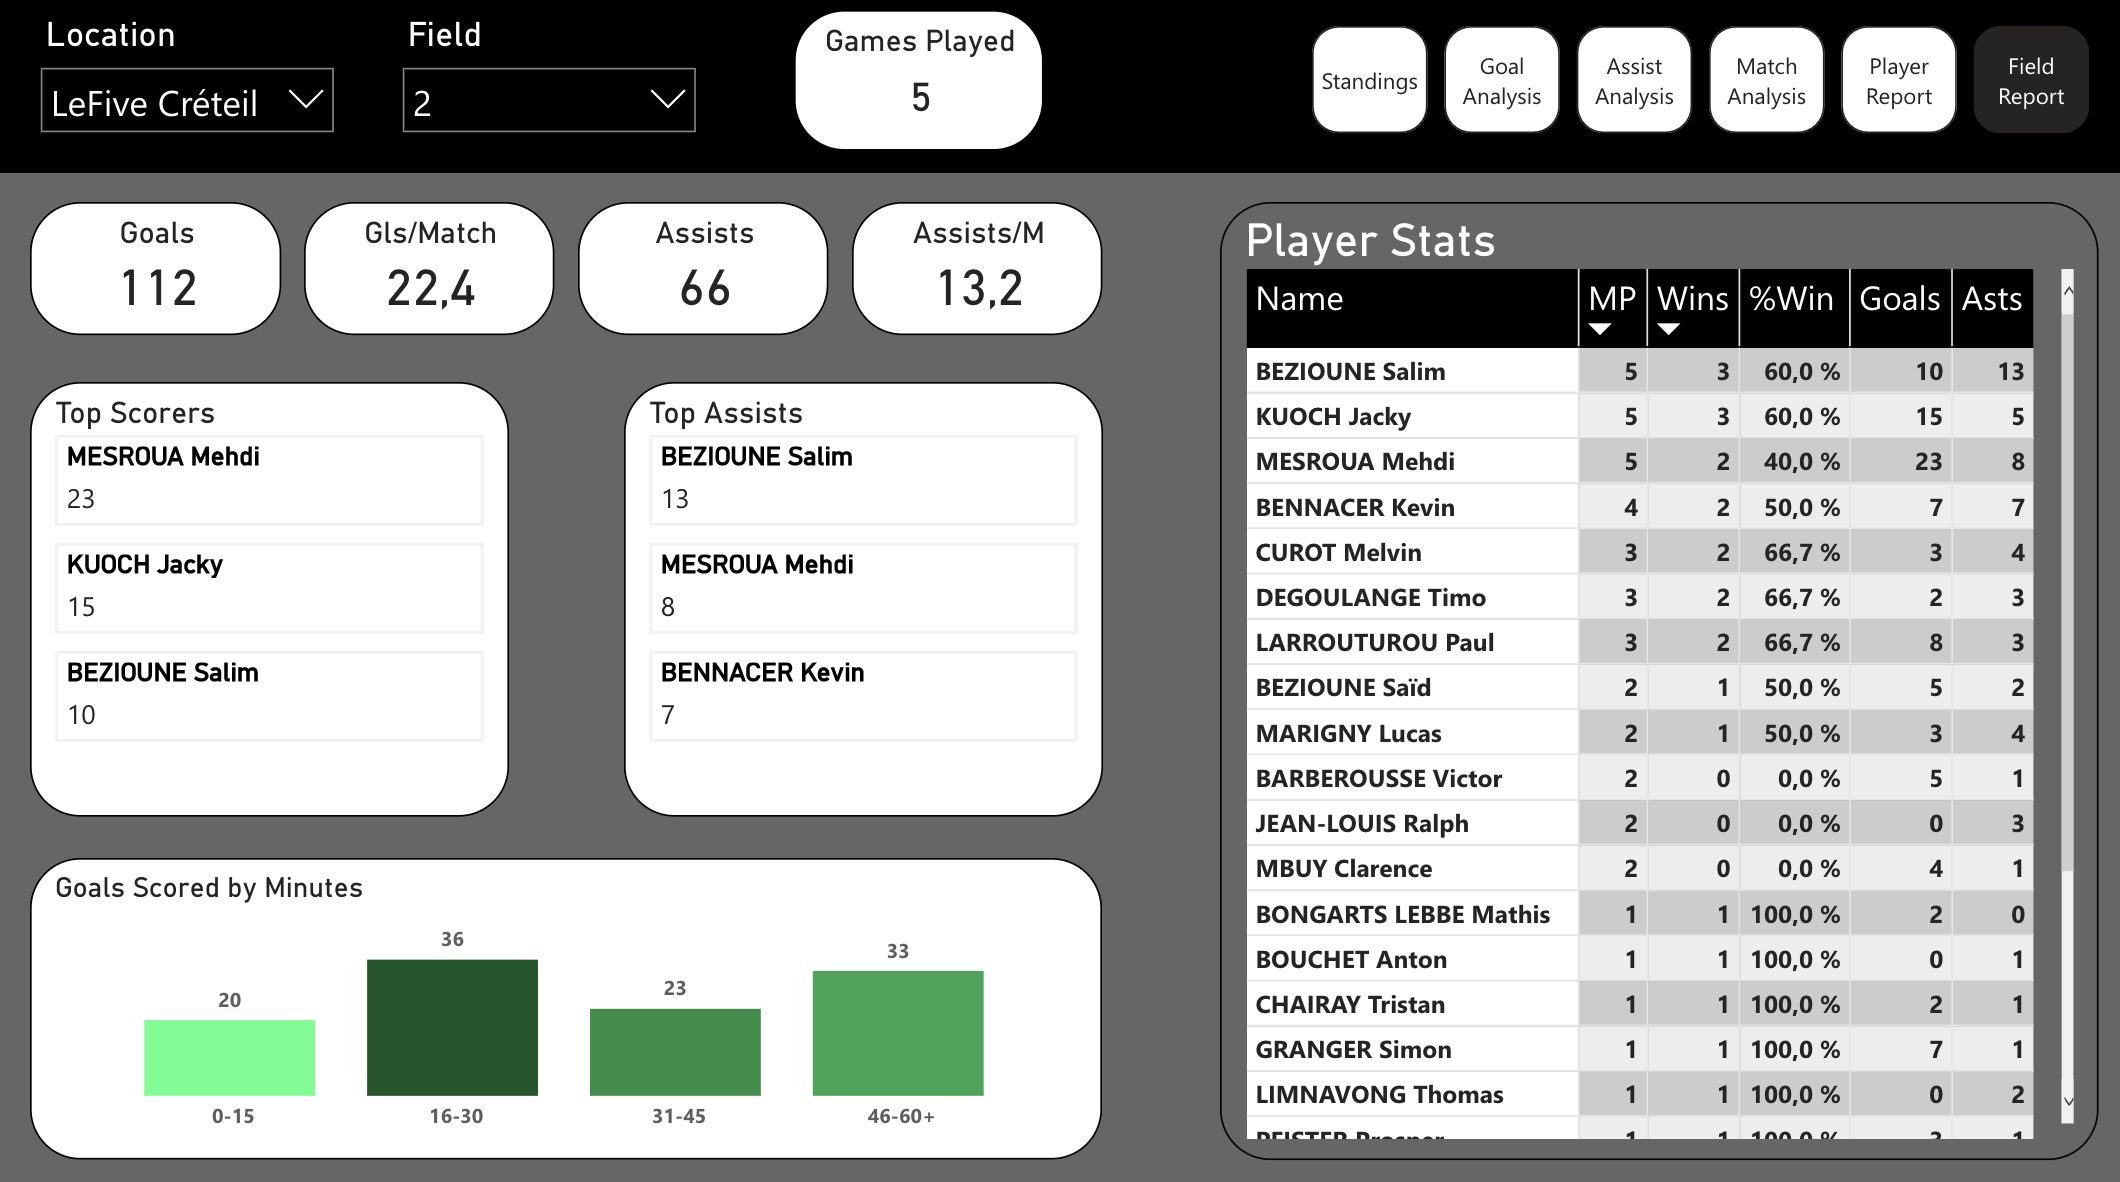 Location
Field
LeFive Créteil
2
Games Played
5
Standings
Goal
Analysis
Assist
Analysis
Match
Analysis
Player
Report
Field
Report
Goals
112
Gls/Match
22,4
Assists
66
Assists/M
13,2
Top Scorers
MESROUA Mehdi
23
KUOCH Jacky
15
BEZIOUNE Salim
10
Top Assists
BEZIOUNE Salim
13
MESROUA Mehdi
8
BENNACER Kevin
7
Goals Scored by Minutes
20
36
23
33
0-15
16-30
31-45
46-60+
Player Stats
Name MP Wins %Win Goals Asts
BEZIOUNE Salim 5 3 60,0 % 10 13
KUOCH Jacky 5 3 60,0 % 15 5
MESROUA Mehdi 5 2 40,0 % 23 8
BENNACER Kevin 4 2 50,0 % 7 7
CUROT Melvin 3 2 66,7 % 3 4
DEGOULANGE Timo 3 2 66,7 % 2 3
LARROUTUROU Paul 3 2 66,7 % 8 3
BEZIOUNE Saïd 2 1 50,0 % 5 2
MARIGNY Lucas 2 1 50,0 % 3 4
BARBEROUSSE Victor 2 0 0,0 % 5 1
JEAN-LOUIS Ralph 2 0 0,0 % 0 3
MBUY Clarence 2 0 0,0 % 4 1
BONGARTS LEBBE Mathis 1 1 100,0 % 2 0
BOUCHET Anton 1 1 100,0 % 0 1
CHAIRAY Tristan 1 1 100,0 % 2 1
GRANGER Simon 1 1 100,0 % 7 1
LIMNAVONG Thomas 1 1 100,0 % 0 2
1 1 100,0 %